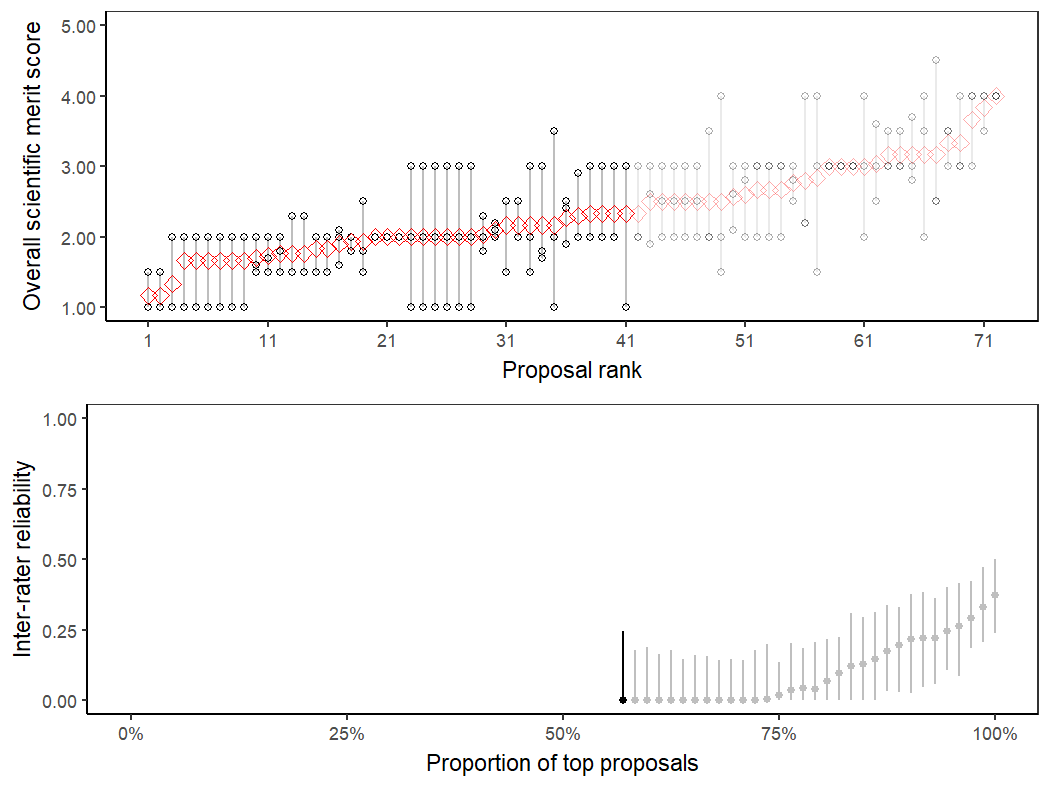 Overall scientific merit score
5.00
4.00
3.00
2.00
1.00
1 11 21 31 41 51 61 71
Proposal rank
Inter-rater reliability
1.00
0.75
0.50
0.25
0.00
0% 25% 50% 75% 100%
Proportion of top proposals